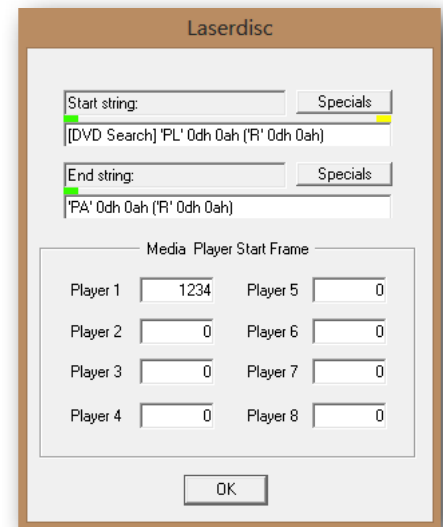 Laserdisc
Start string: Specials
[DVD Search] 'PL' 0dh 0ah ('R' 0dh 0ah)
End string: Specials
'PA' 0dh 0ah ('R' 0dh 0ah)
Media Player Start Frame
Player 1 1234 Player 5 0
Player 2 0 Player 6 0
Player 3 0 Player 7 0
Player 4 0 Player 8 0
OK